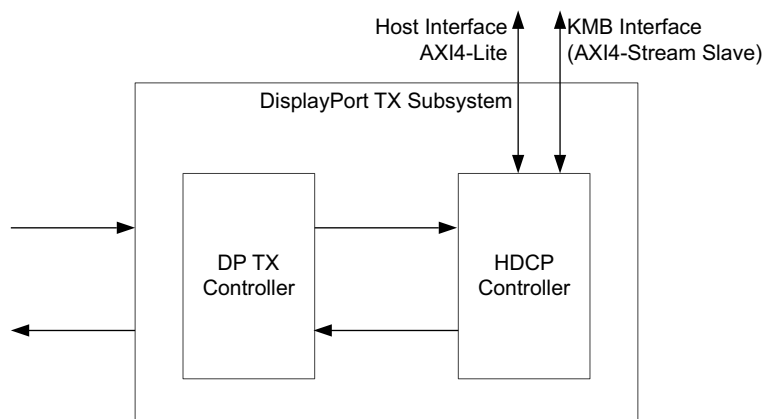 Host Interface
AXI4-Lite
KMB Interface
(AXI4-Stream Slave)
DisplayPort TX Subsystem
DP TX
Controller
HDCP
Controller